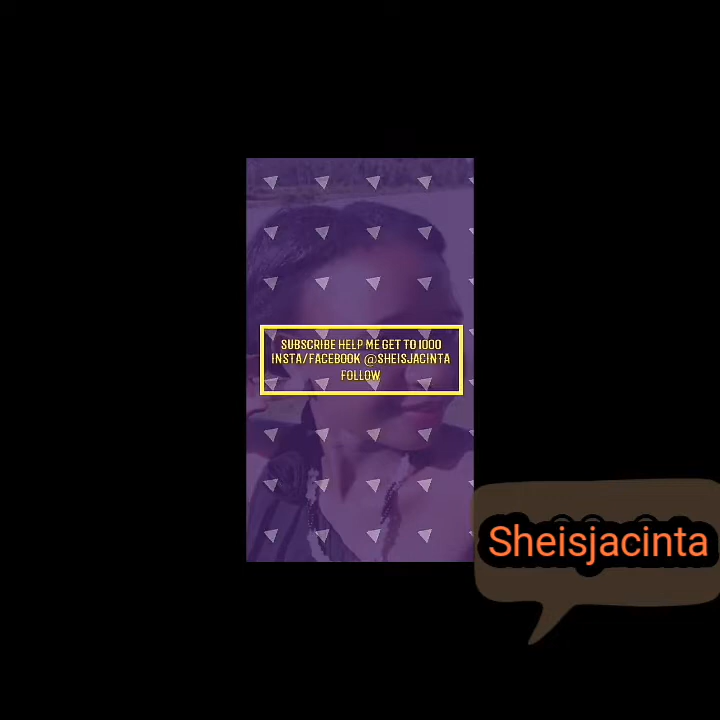 SUBSCRIBE HELP ME GET TO 1000
INSTA/FACEBOOK @SHEISJACINTA
FOLLOW
Sheisjacinta